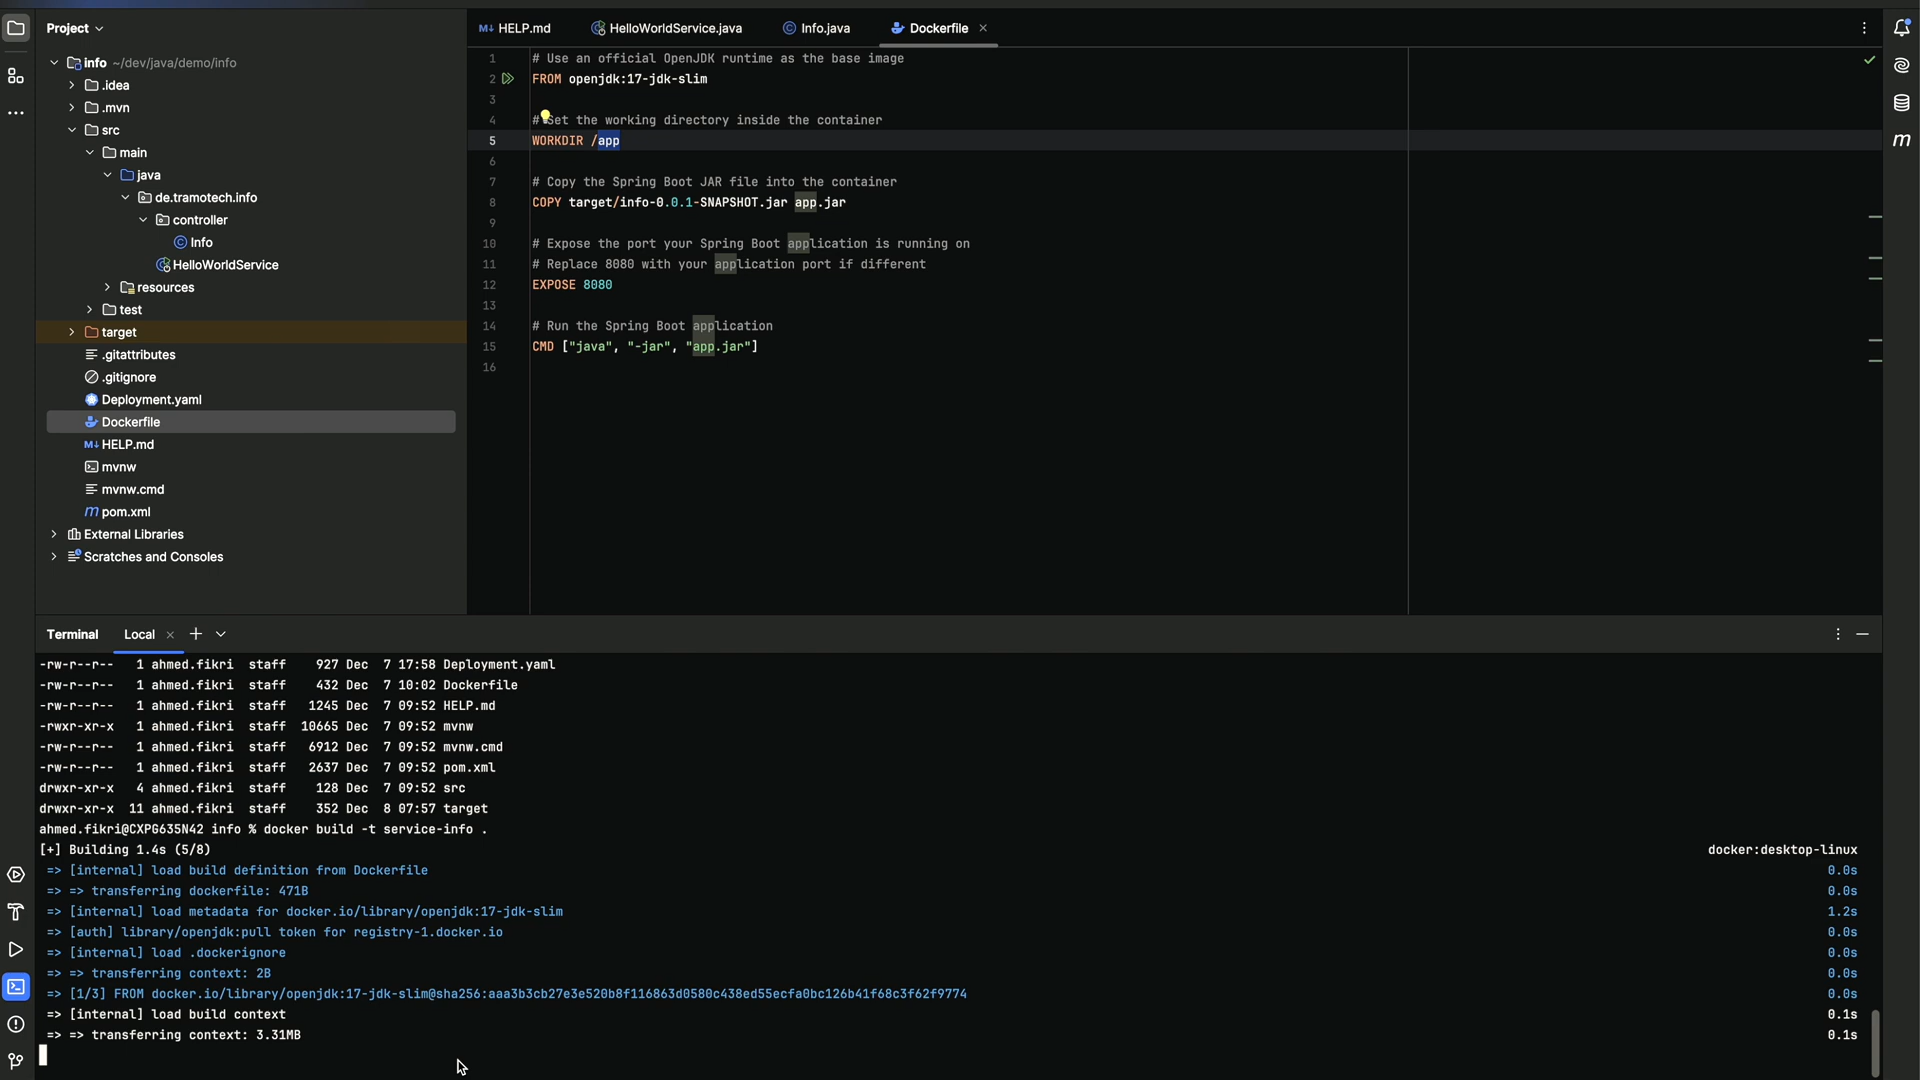 Project
info ~/dev/java/demo/info
.idea
.mvn
src
main
java
de.tramotech.info
controller
Info
HelloWorldService
resources
test
target
.gitattributes
.gitignore
Deployment.yaml
Dockerfile
HELP.md
mvnw
mvnw.cmd
pom.xml
External Libraries
Scratches and Consoles
HELP.md HelloWorldService.java Info.java Dockerfile
1 # Use an official OpenJDK runtime as the base image
2 FROM openjdk:17-jdk-slim
3
4 # Set the working directory inside the container
5 WORKDIR /app
6
7 # Copy the Spring Boot JAR file into the container
8 COPY target/info-0.0.1-SNAPSHOT.jar app.jar
9
10 # Expose the port your Spring Boot application is running on
11 # Replace 8080 with your application port if different
12 EXPOSE 8080
13
14 # Run the Spring Boot application
15 CMD ["java", "-jar", "app.jar"]
16
Terminal Local
-rw-r--r-- 1 ahmed.fikri staff 927 Dec 7 17:58 Deployment.yaml
-rw-r--r-- 1 ahmed.fikri staff 432 Dec 7 10:02 Dockerfile
-rw-r--r-- 1 ahmed.fikri staff 1245 Dec 7 09:52 HELP.md
-rwxr-xr-x 1 ahmed.fikri staff 10665 Dec 7 09:52 mvnw
-rw-r--r-- 1 ahmed.fikri staff 6912 Dec 7 09:52 mvnw.cmd
-rw-r--r-- 1 ahmed.fikri staff 2637 Dec 7 09:52 pom.xml
drwxr-xr-x 4 ahmed.fikri staff 128 Dec 7 09:52 src
drwxr-xr-x 11 ahmed.fikri staff 352 Dec 8 07:57 target
ahmed.fikri@CXPG635N42 info % docker build -t service-info .
[+] Building 1.4s (5/8) docker:desktop-linux
=> [internal] load build definition from Dockerfile 0.0s
=> => transferring dockerfile: 471B 0.0s
=> [internal] load metadata for docker.io/library/openjdk:17-jdk-slim 1.2s
=> [auth] library/openjdk:pull token for registry-1.docker.io 0.0s
=> [internal] load .dockerignore 0.0s
=> => transferring context: 2B 0.0s
=> [1/3] FROM docker.io/library/openjdk:17-jdk-slim@sha256:aaa3b3cb27e3e520b8f116863d0580c438ed55ecfa0bc126b41f68c3f62f9774 0.0s
=> [internal] load build context 0.1s
=> => transferring context: 3.31MB 0.1s